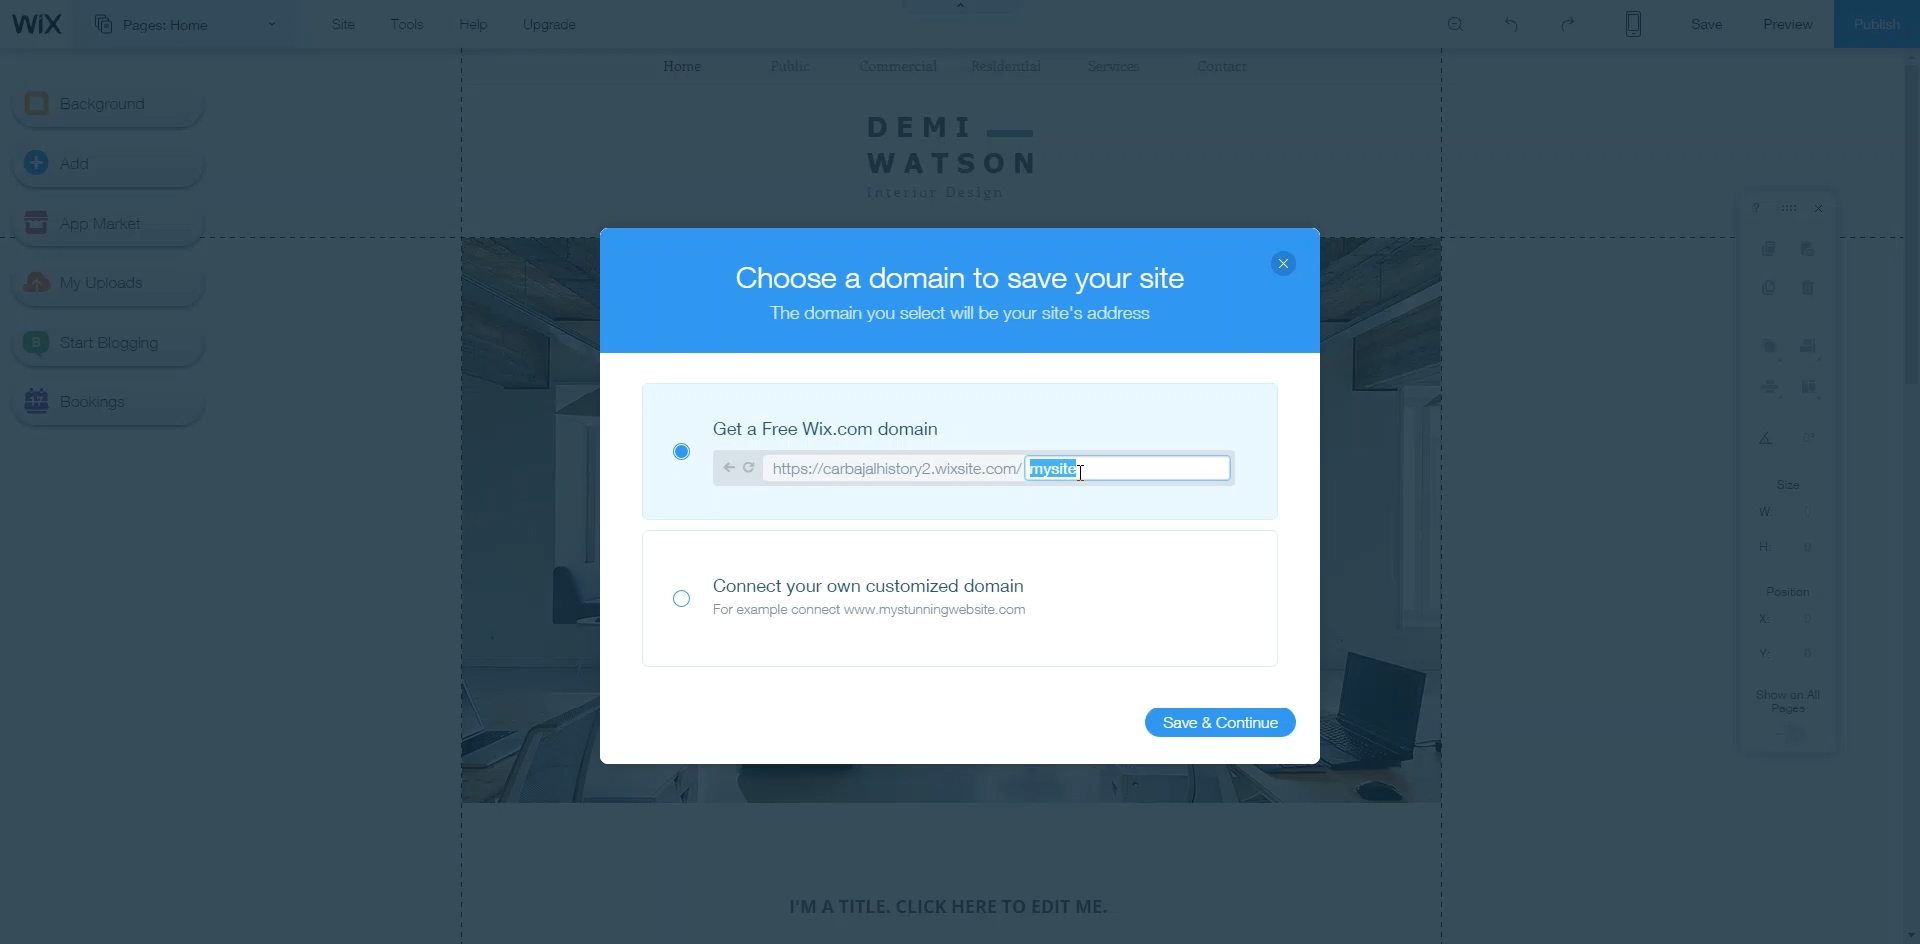 WiX Pages: Home Site Tools Help Upgrade Save Preview Publish
Home Public Commercial Residential Services Contact
Background
Add
App Market
My Uploads
Start Blogging
Bookings
DEMI
WATSON
Interior Design
Choose a domain to save your site
The domain you select will be your site's address
Get a Free Wix.com domain
https://carbajalhistory2.wixsite.com/ mysite
Connect your own customized domain
For example connect www.mystunningwebsite.com
Save & Continue
?
Size
W:
H:
Position
X:
Y:
Show on All
Pages
I'M A TITLE. CLICK HERE TO EDIT ME.